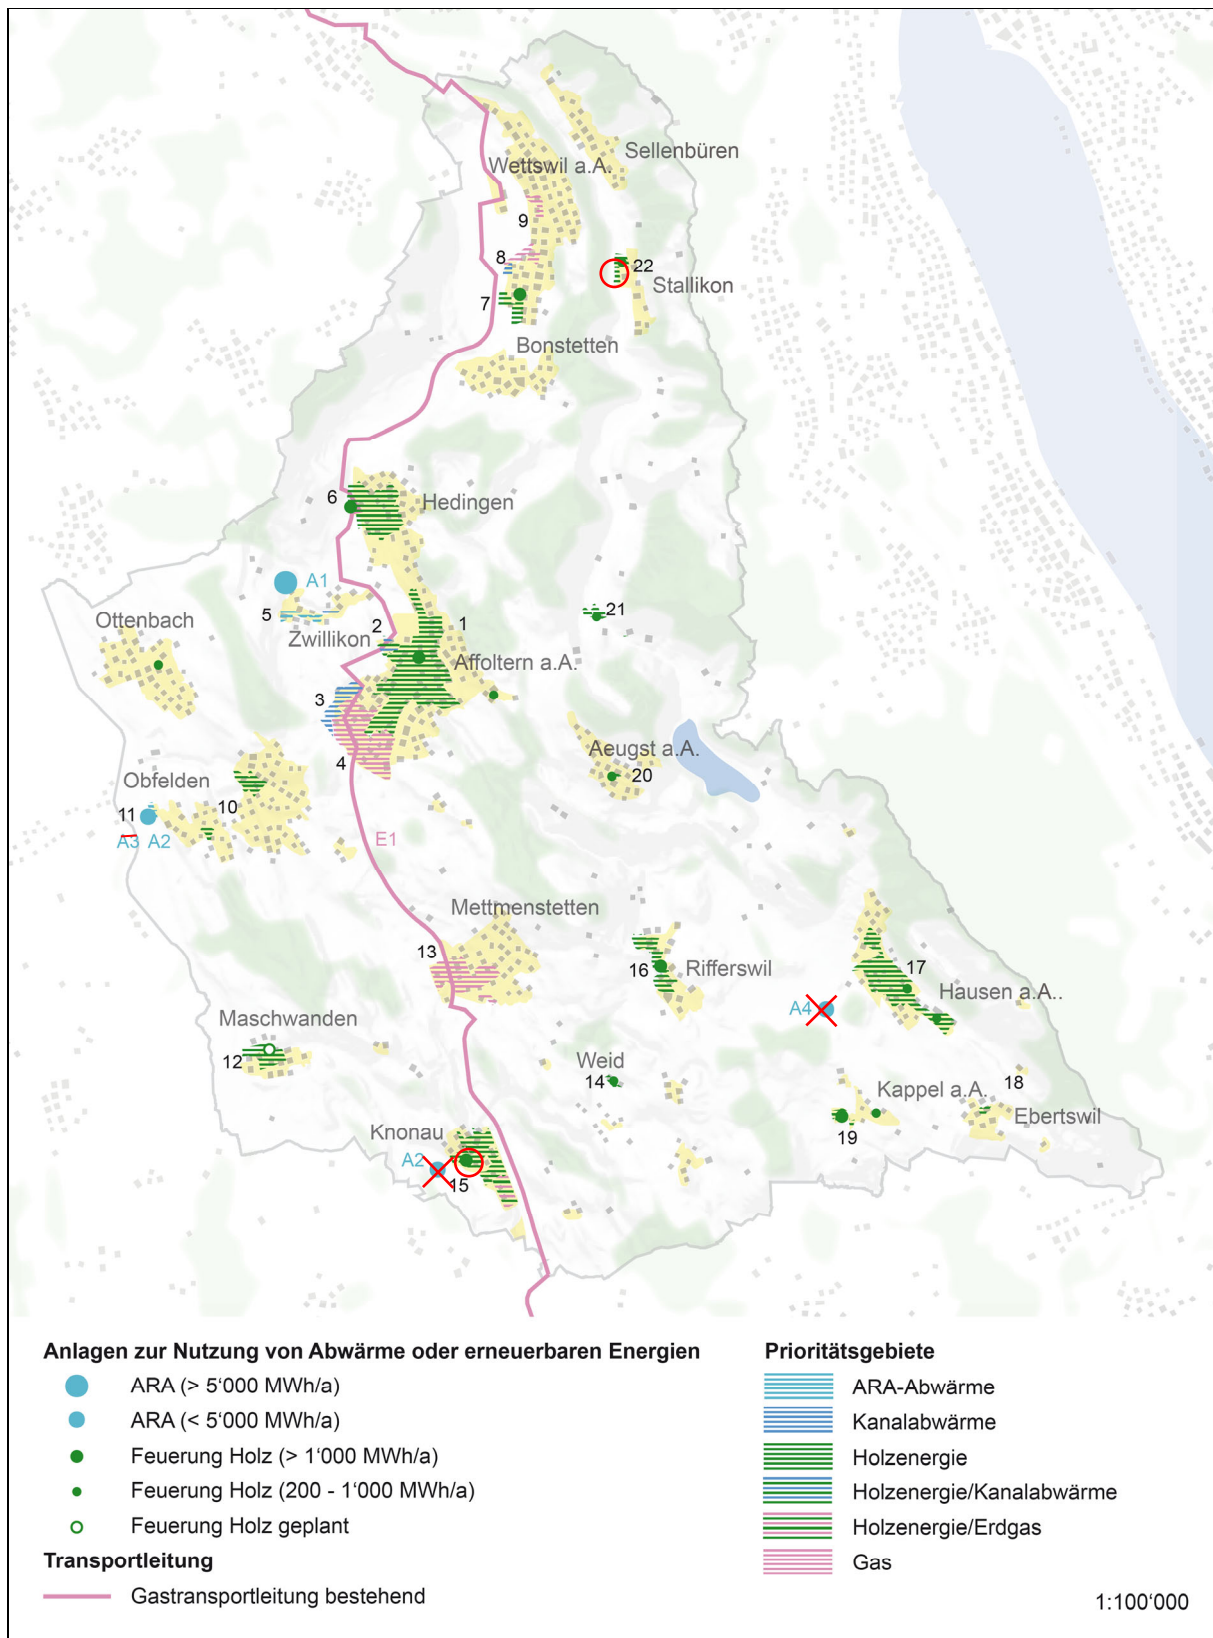 Sellenbüren
Wettswil a.A.
9
8
22
Stallikon
7
Bonstetten
6
Hedingen
A1
5
21
Ottenbach
2
1
Zwillikon
Affoltern a.A.
3
4
Aeugst a.A.
20
Obfelden
11
10
A3 A2
E1
Mettmenstetten
13
16
Rifferswil
17
Hausen a.A..
A4
Maschwanden
12
Weid
14
Kappel a.A.
18
Ebertswil
19
Knonau
A2
15
Anlagen zur Nutzung von Abwärme oder erneuerbaren Energien
ARA (> 5‘000 MWh/a)
ARA (< 5‘000 MWh/a)
Feuerung Holz (> 1‘000 MWh/a)
Feuerung Holz (200 - 1‘000 MWh/a)
Feuerung Holz geplant
Transportleitung
Gastransportleitung bestehend
Prioritätsgebiete
ARA-Abwärme
Kanalabwärme
Holzenergie
Holzenergie/Kanalabwärme
Holzenergie/Erdgas
Gas
1:100‘000